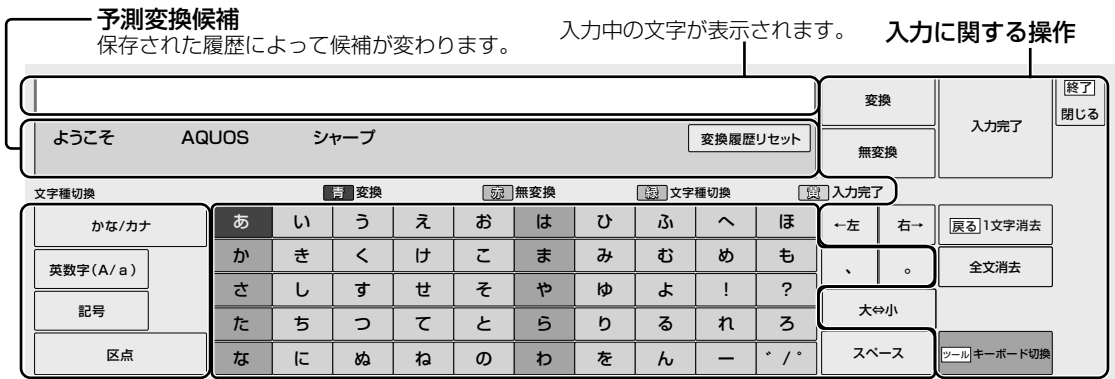 予測変換候補
保存された履歴によって候補が変わります。
入力中の文字が表示されます。
入力に関する操作
変換
入力完了
終了
閉じる
ようこそ AQUOS シャープ 変換履歴リセット
無変換
文字種切換 青 変換 赤 無変換 緑 文字種切換 黄 入力完了
かな/カナ あ い う え お は ひ ふ へ ほ ←左 右→ 戻る 1文字消去
英数字(A/a) か き く け こ ま み む め も 、 。 全文消去
記号 さ し す せ そ や ゆ よ ! ? 大⇔小
た ち つ て と ら り る れ ろ
区点 な に ぬ ね の わ を ん ー ゛/゜ スペース ツール キーボード切換